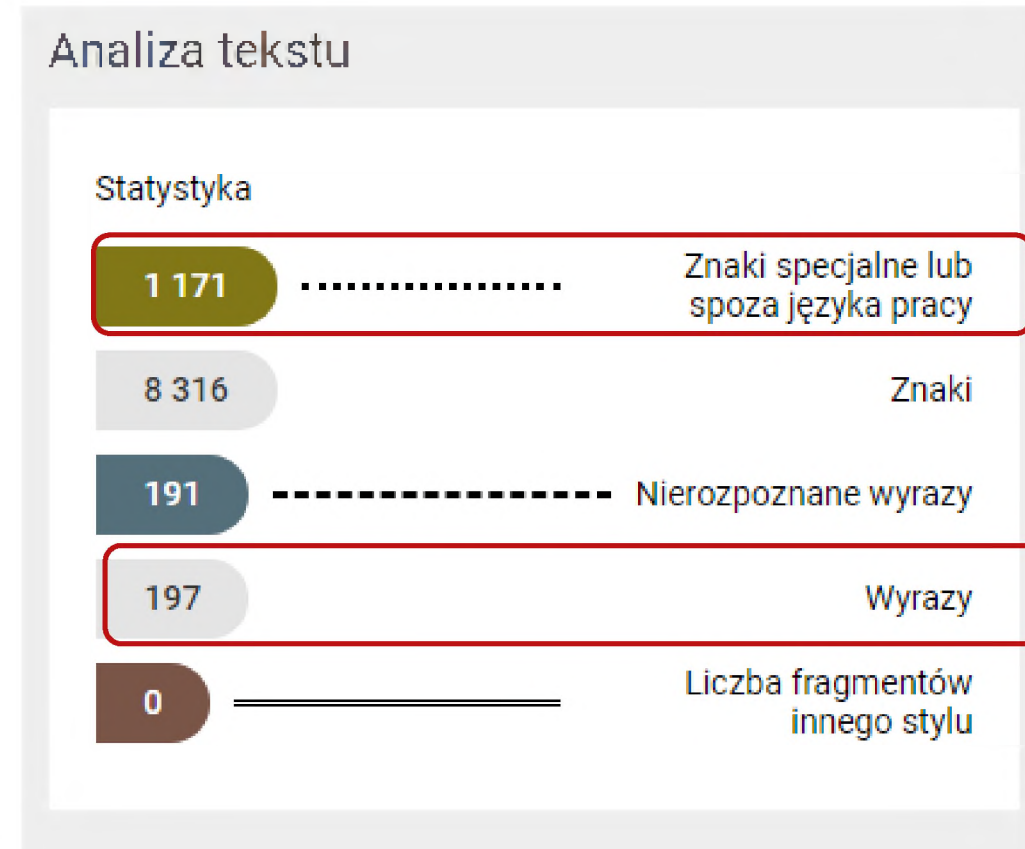 Analiza tekstu
Statystyka
1 171
Znaki specjalne lub
spoza języka pracy
8 316
Znaki
191
Nierozpoznane wyrazy
197
Wyrazy
0
Liczba fragmentów
innego stylu